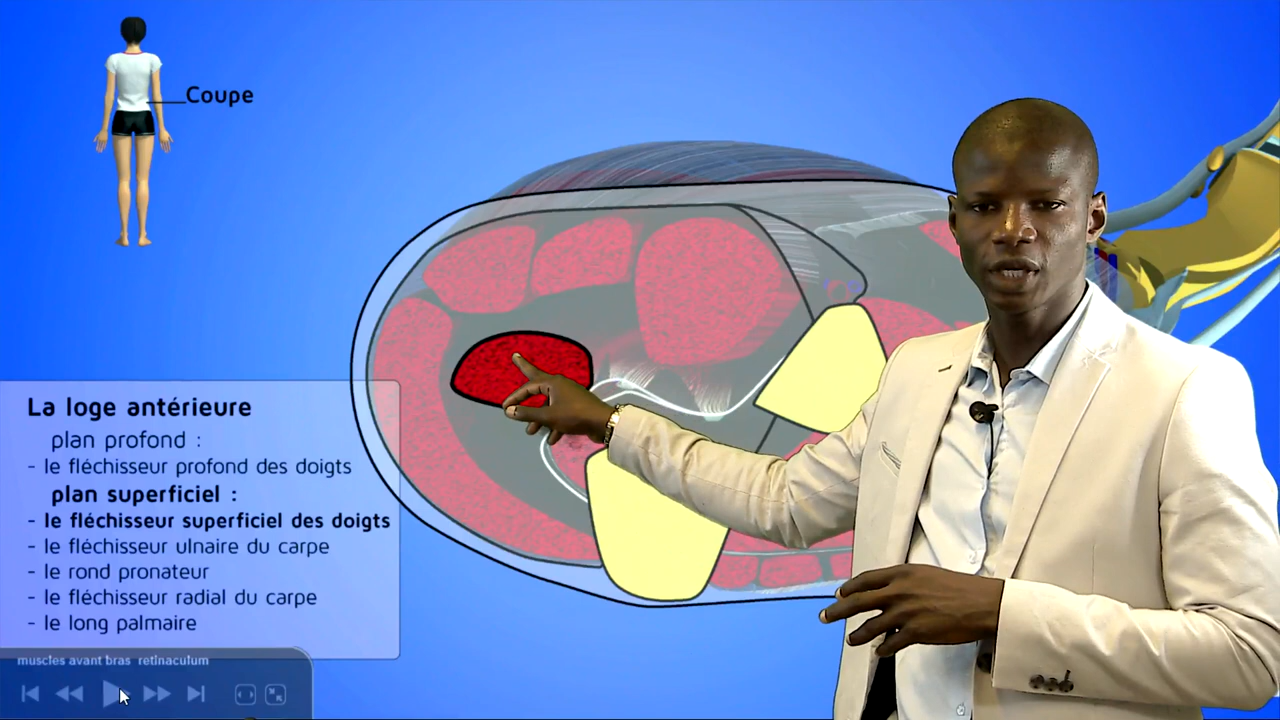 Coupe
La loge antérieure
plan profond :
- le fléchisseur profond des doigts
plan superficiel :
- le fléchisseur superficiel des doigts
- le fléchisseur ulnaire du carpe
- le rond pronateur
- le fléchisseur radial du carpe
- le long palmaire
muscles avant bras retinaculum